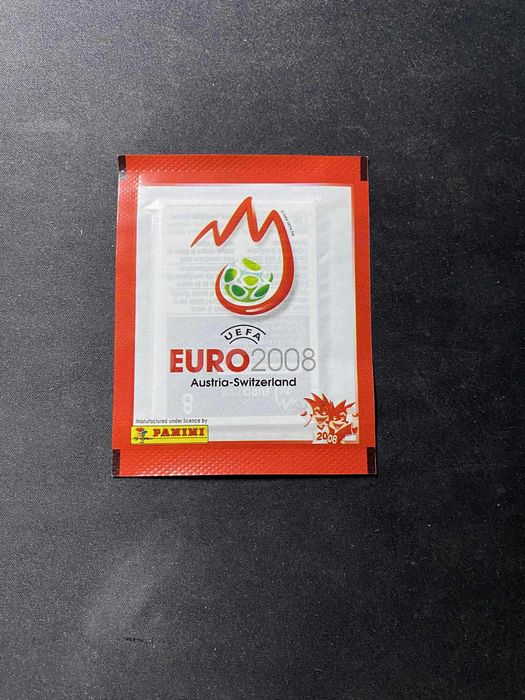 UEFA
EURO2008
Austria-Switzerland
Manufactured under licence by
PANINI
2008